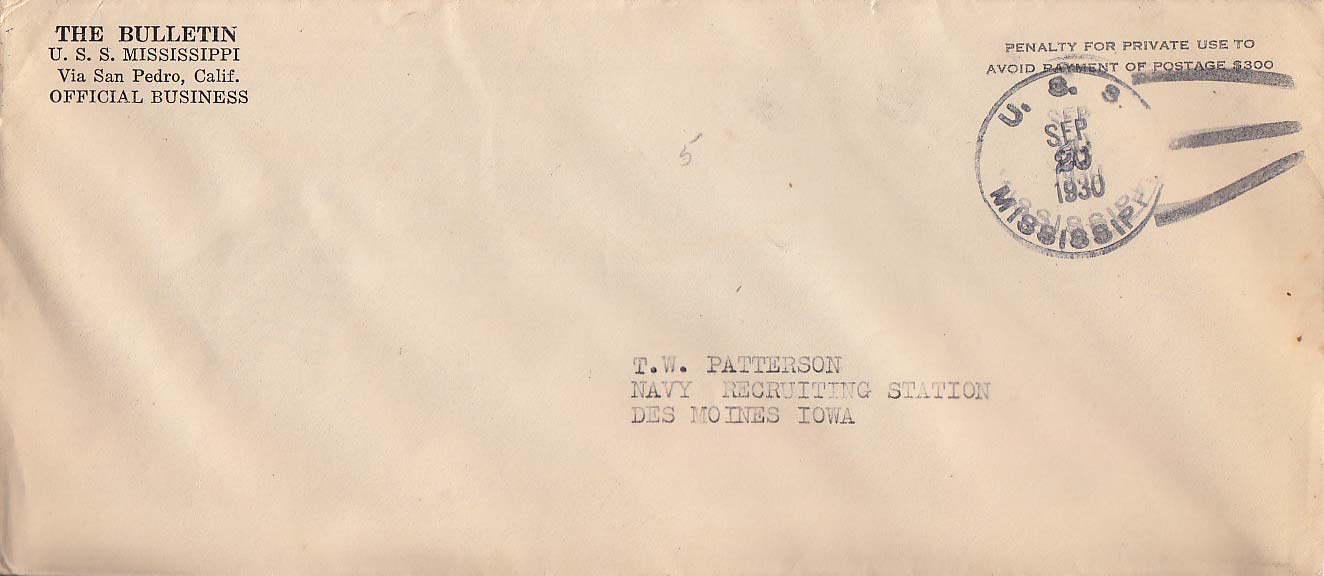 THE BULLETIN
U. S. S. MISSISSIPPI
Via San Pedro, Calif.
OFFICIAL BUSINESS
PENALTY FOR PRIVATE USE TO
AVOID PAYMENT OF POSTAGE $300
U. S. S
SEP
20
1930
MISSISSIPPI
5
T.W. PATTERSON
NAVY RECRUITING STATION
DES MOINES IOWA